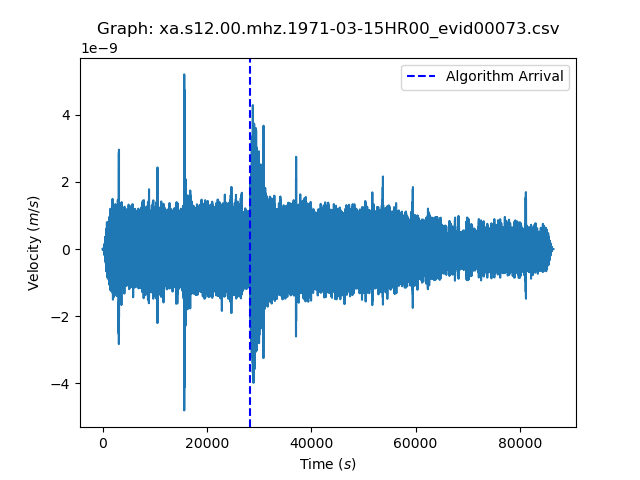 Graph: xa.s12.00.mhz.1971-03-15HR00_evid00073.csv
1e−9
Algorithm Arrival
4
2
0
−2
−4
Velocity (m/s)
0 20000 40000 60000 80000
Time (s)